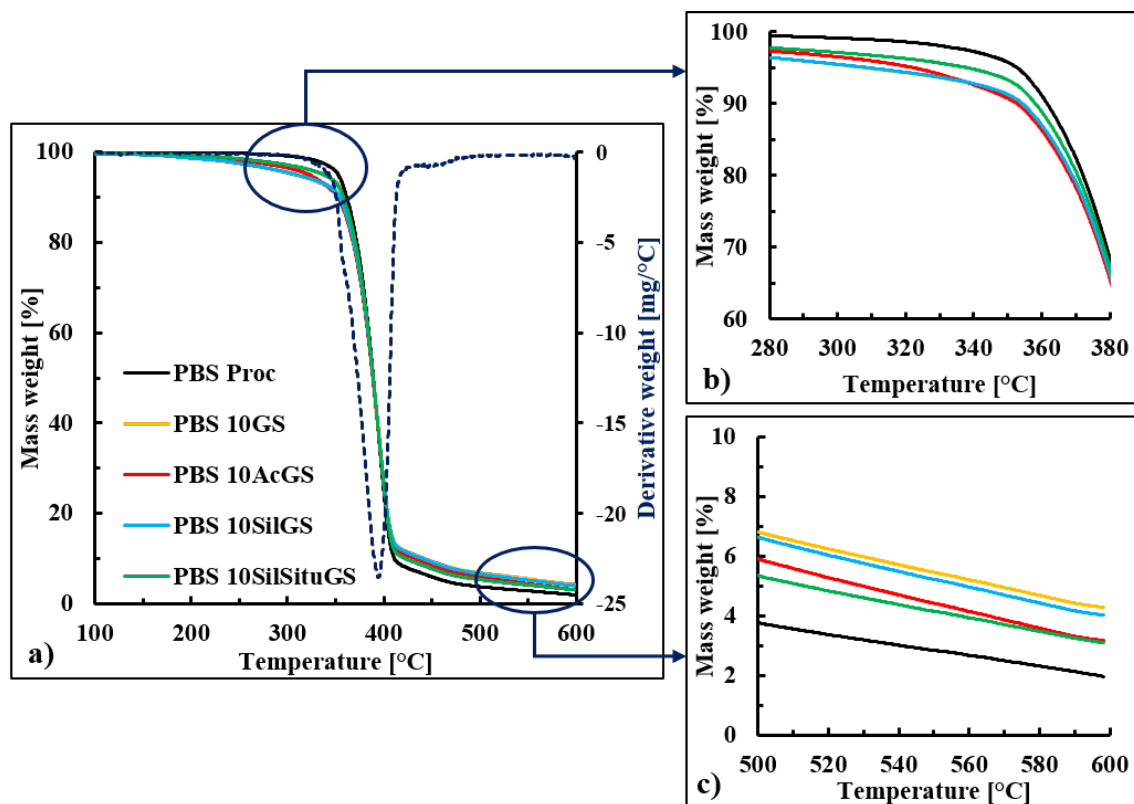 100
80
60
40
20
0
Mass weight [%]
PBS Proc
PBS 10GS
PBS 10AcGS
PBS 10SilGS
PBS 10SilSituGS
0
-5
-10
-15
-20
-25
Derivative weight [mg/°C]
100 200 300 400 500 600
a) Temperature [°C]
100
90
80
70
60
Mass weight [%]
280 300 320 340 360 380
b) Temperature [°C]
10
8
6
4
2
0
Mass weight [%]
500 520 540 560 580 600
c) Temperature [°C]